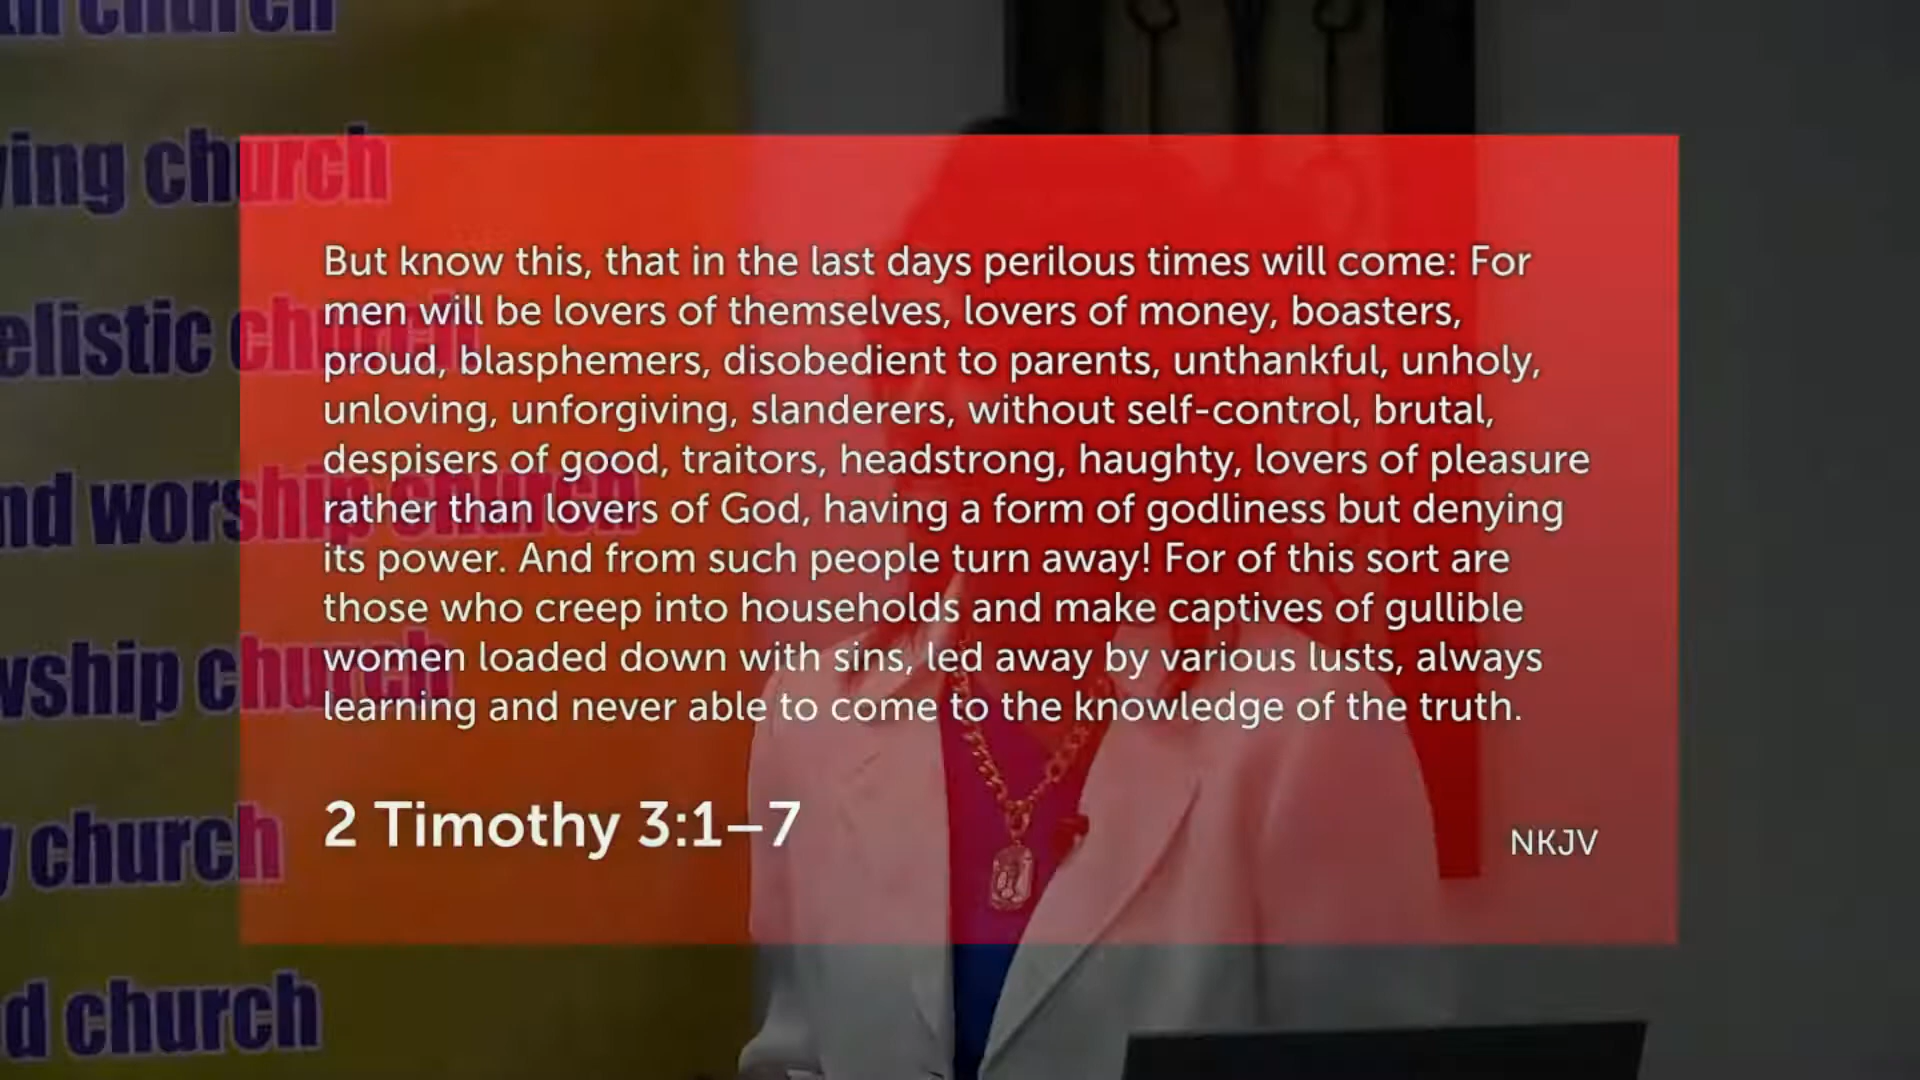 church
ing church
elistic church
nd worship church
wship church
y church
d church
But know this, that in the last days perilous times will come: For
men will be lovers of themselves, lovers of money, boasters,
proud, blasphemers, disobedient to parents, unthankful, unholy,
unloving, unforgiving, slanderers, without self-control, brutal,
despisers of good, traitors, headstrong, haughty, lovers of pleasure
rather than lovers of God, having a form of godliness but denying
its power. And from such people turn away! For of this sort are
those who creep into households and make captives of gullible
women loaded down with sins, led away by various lusts, always
learning and never able to come to the knowledge of the truth.
2 Timothy 3:1–7
NKJV